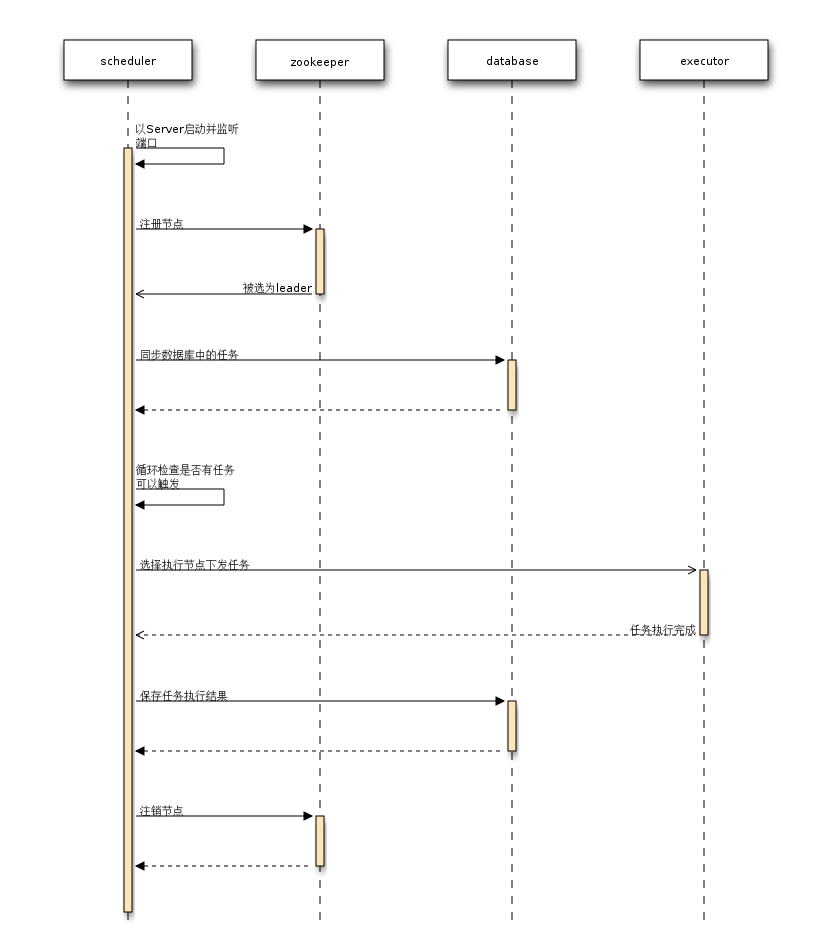 scheduler
zookeeper
database
executor
以Server启动并监听
端口
注册节点
被选为leader
同步数据库中的任务
循环检查是否有任务
可以触发
选择执行节点下发任务
任务执行完成
保存任务执行结果
注销节点